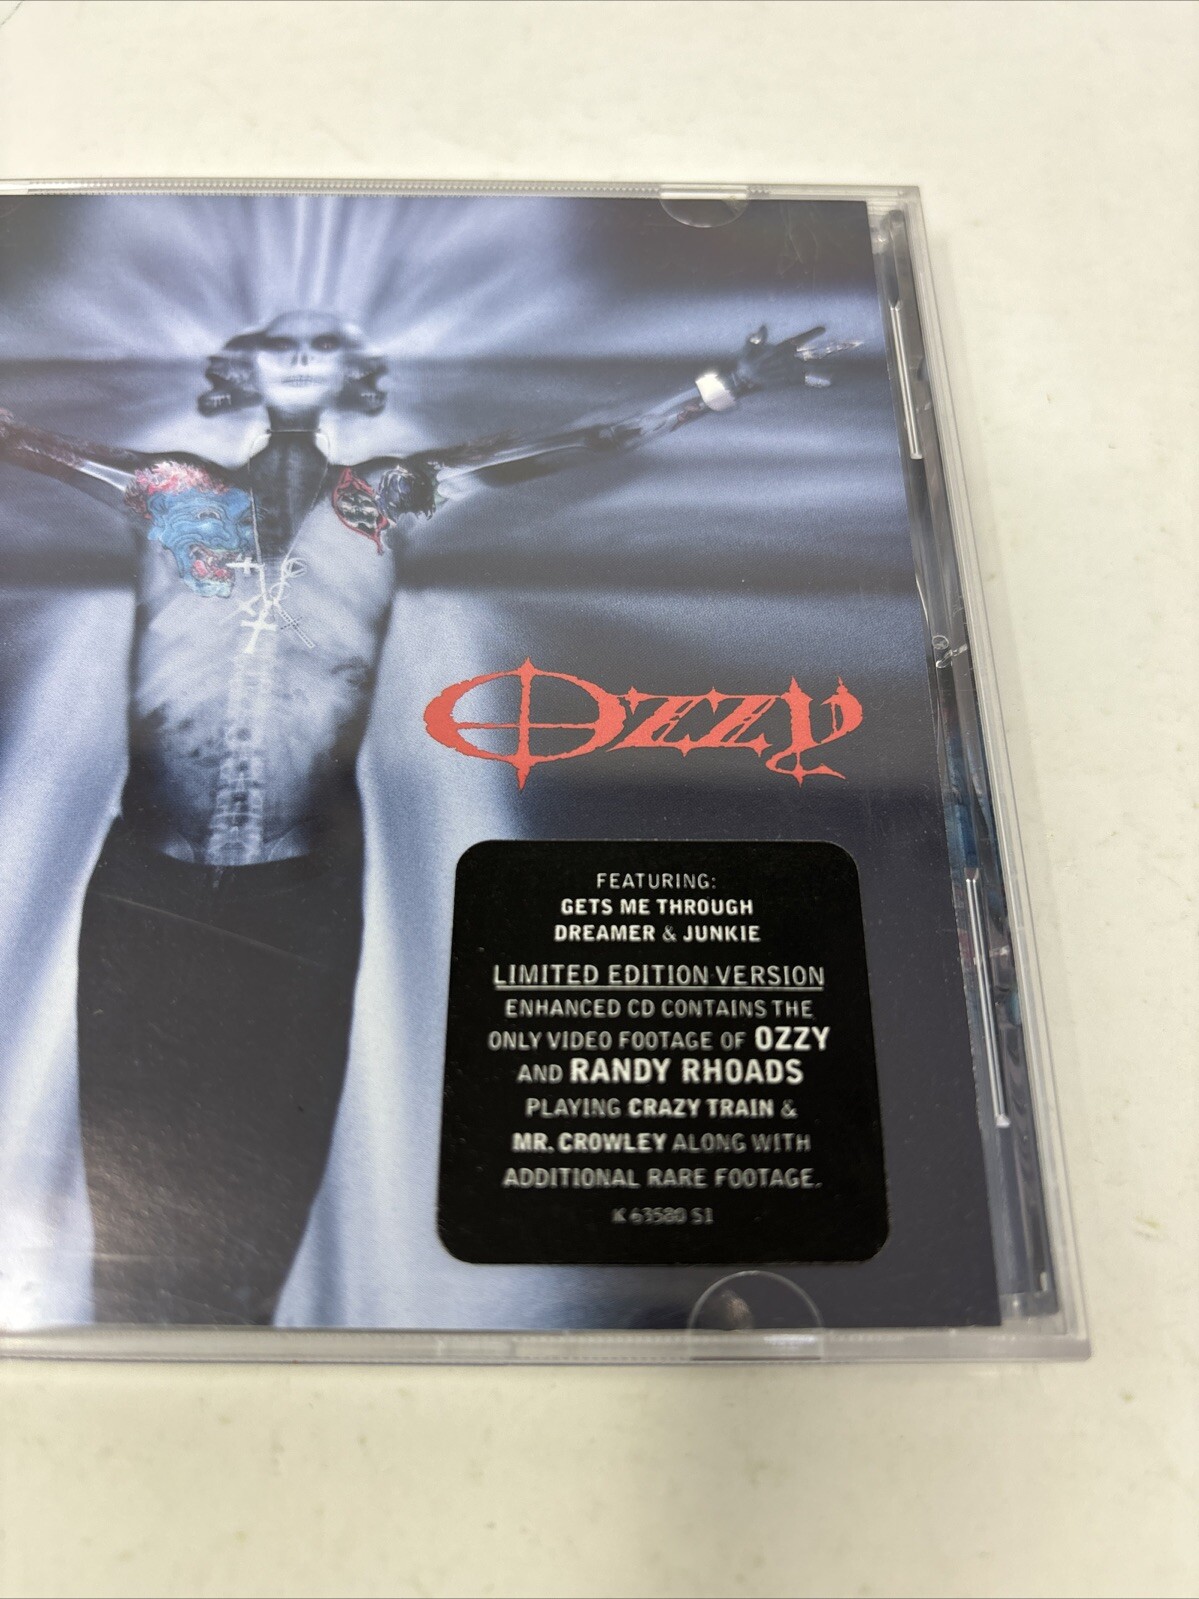 Ozzy
FEATURING:
GETS ME THROUGH
DREAMER & JUNKIE
LIMITED EDITION VERSION
ENHANCED CD CONTAINS THE
ONLY VIDEO FOOTAGE OF OZZY
AND RANDY RHOADS
PLAYING CRAZY TRAIN &
MR. CROWLEY ALONG WITH
ADDITIONAL RARE FOOTAGE.
K 63580 S1